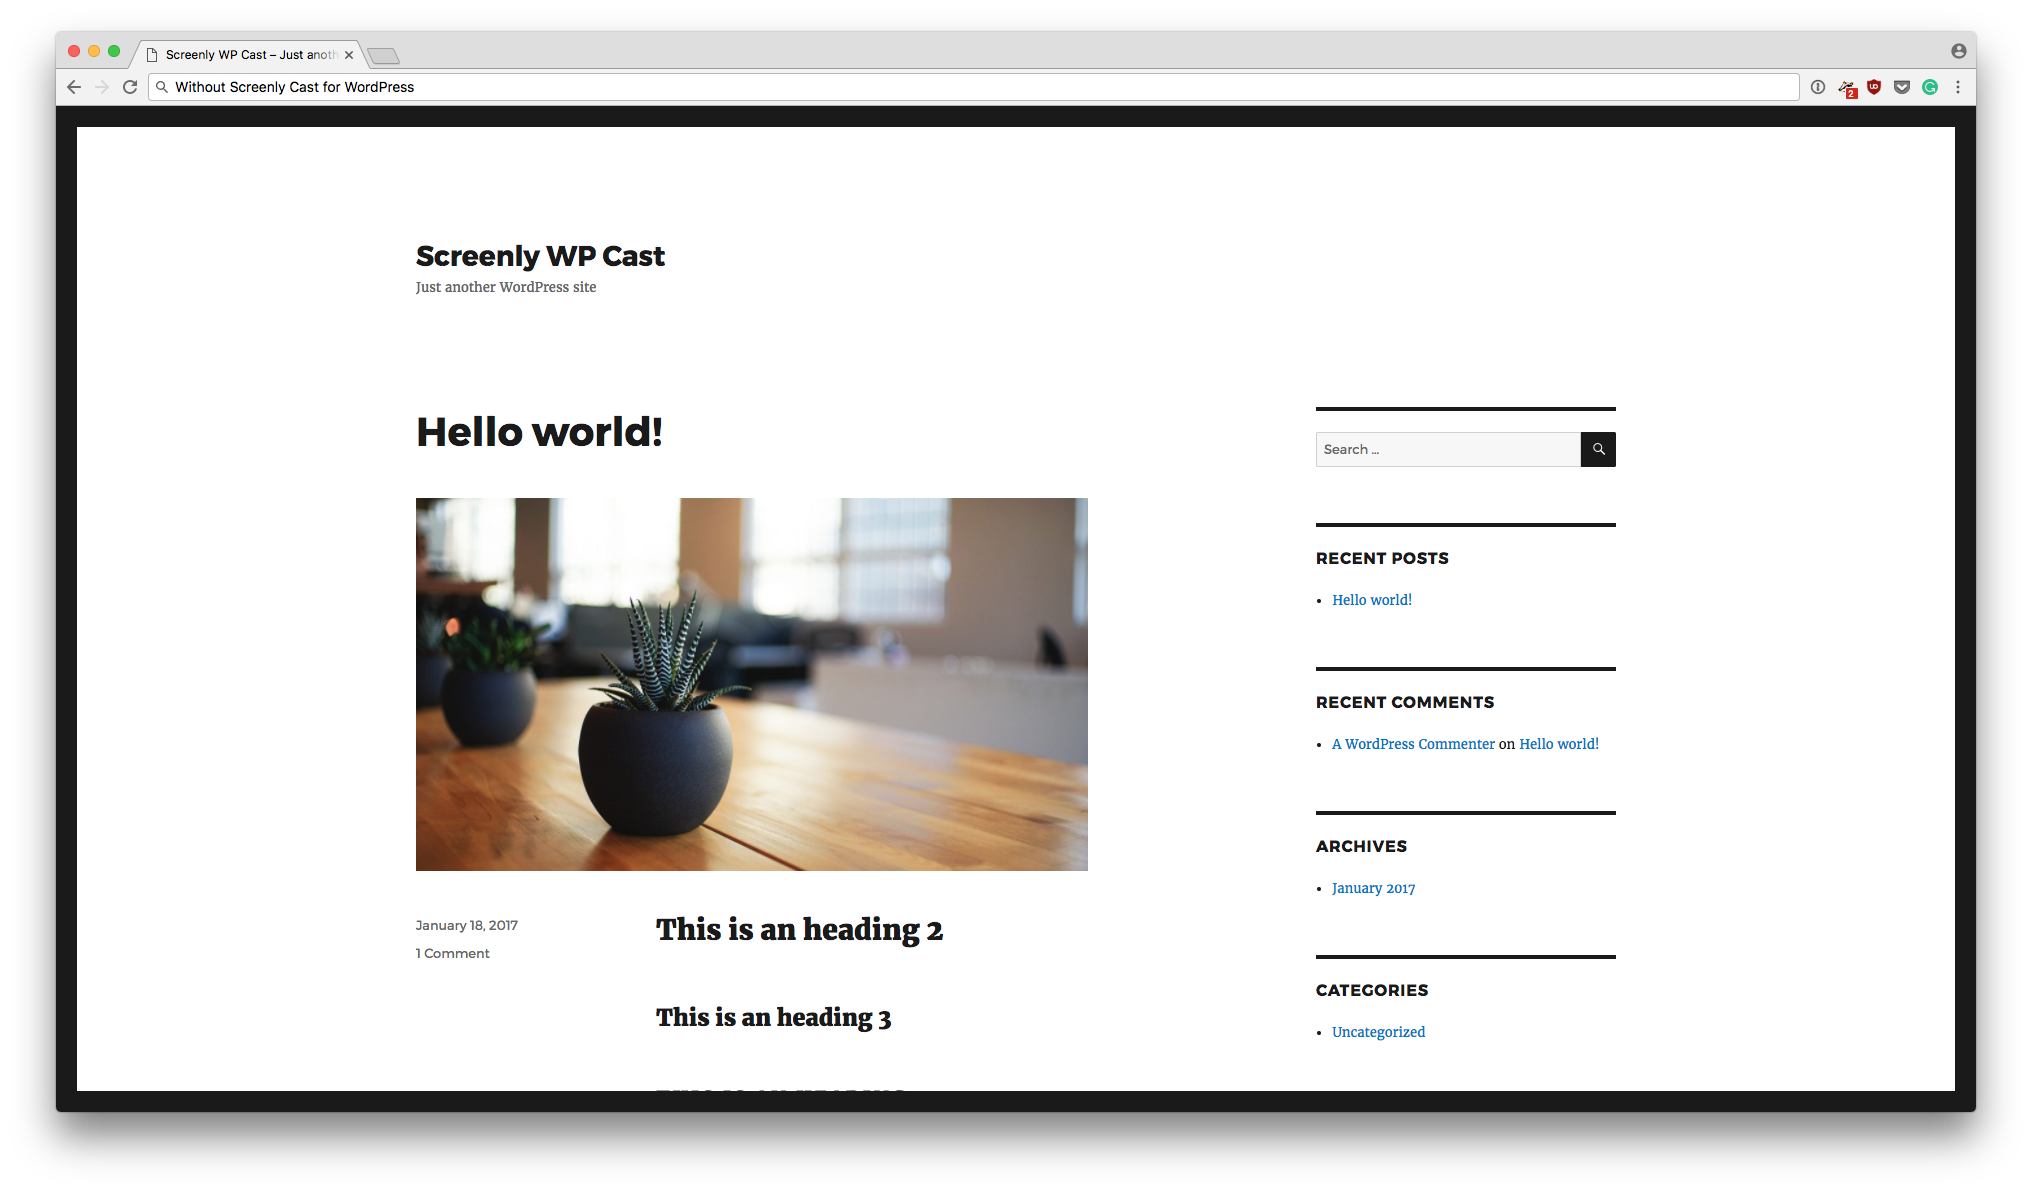 Screenly WP Cast – Just anoth
Without Screenly Cast for WordPress
2
Screenly WP Cast
Just another WordPress site
Hello world!
Search …
RECENT POSTS
Hello world!
RECENT COMMENTS
A WordPress Commenter on Hello world!
ARCHIVES
January 2017
CATEGORIES
Uncategorized
January 18, 2017
1 Comment
This is an heading 2
This is an heading 3